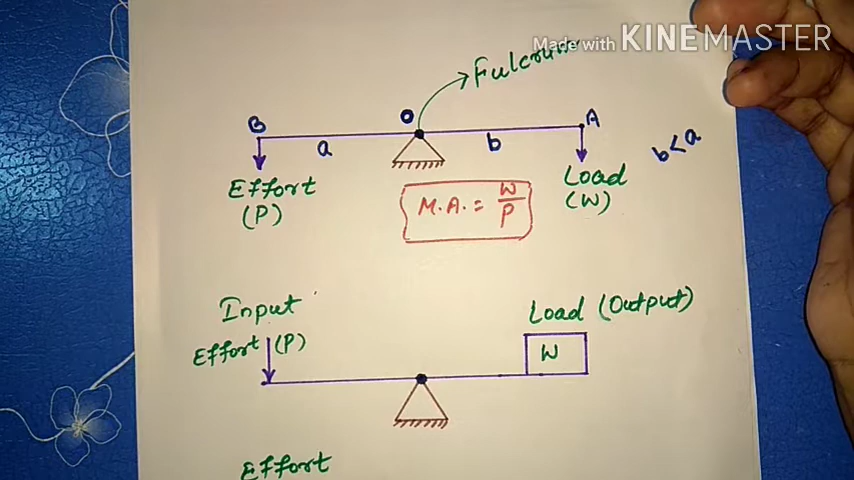 Made with KINEMASTER
Fulcrum
B O A
a b b<a
Effort
(P)
Load
(W)
M.A. = W/P
Input
Load (Output)
Effort (P)
W
Effort